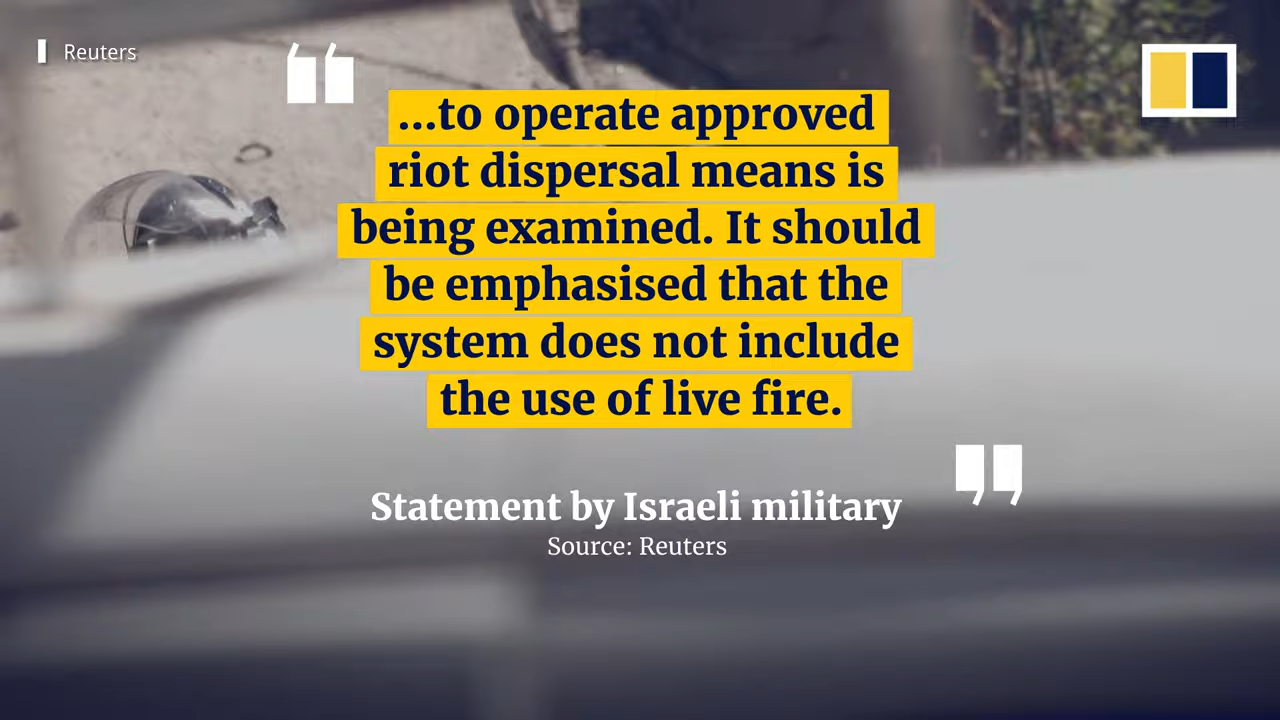 Reuters
“
…to operate approved
riot dispersal means is
being examined. It should
be emphasised that the
system does not include
the use of live fire.
”
Statement by Israeli military
Source: Reuters